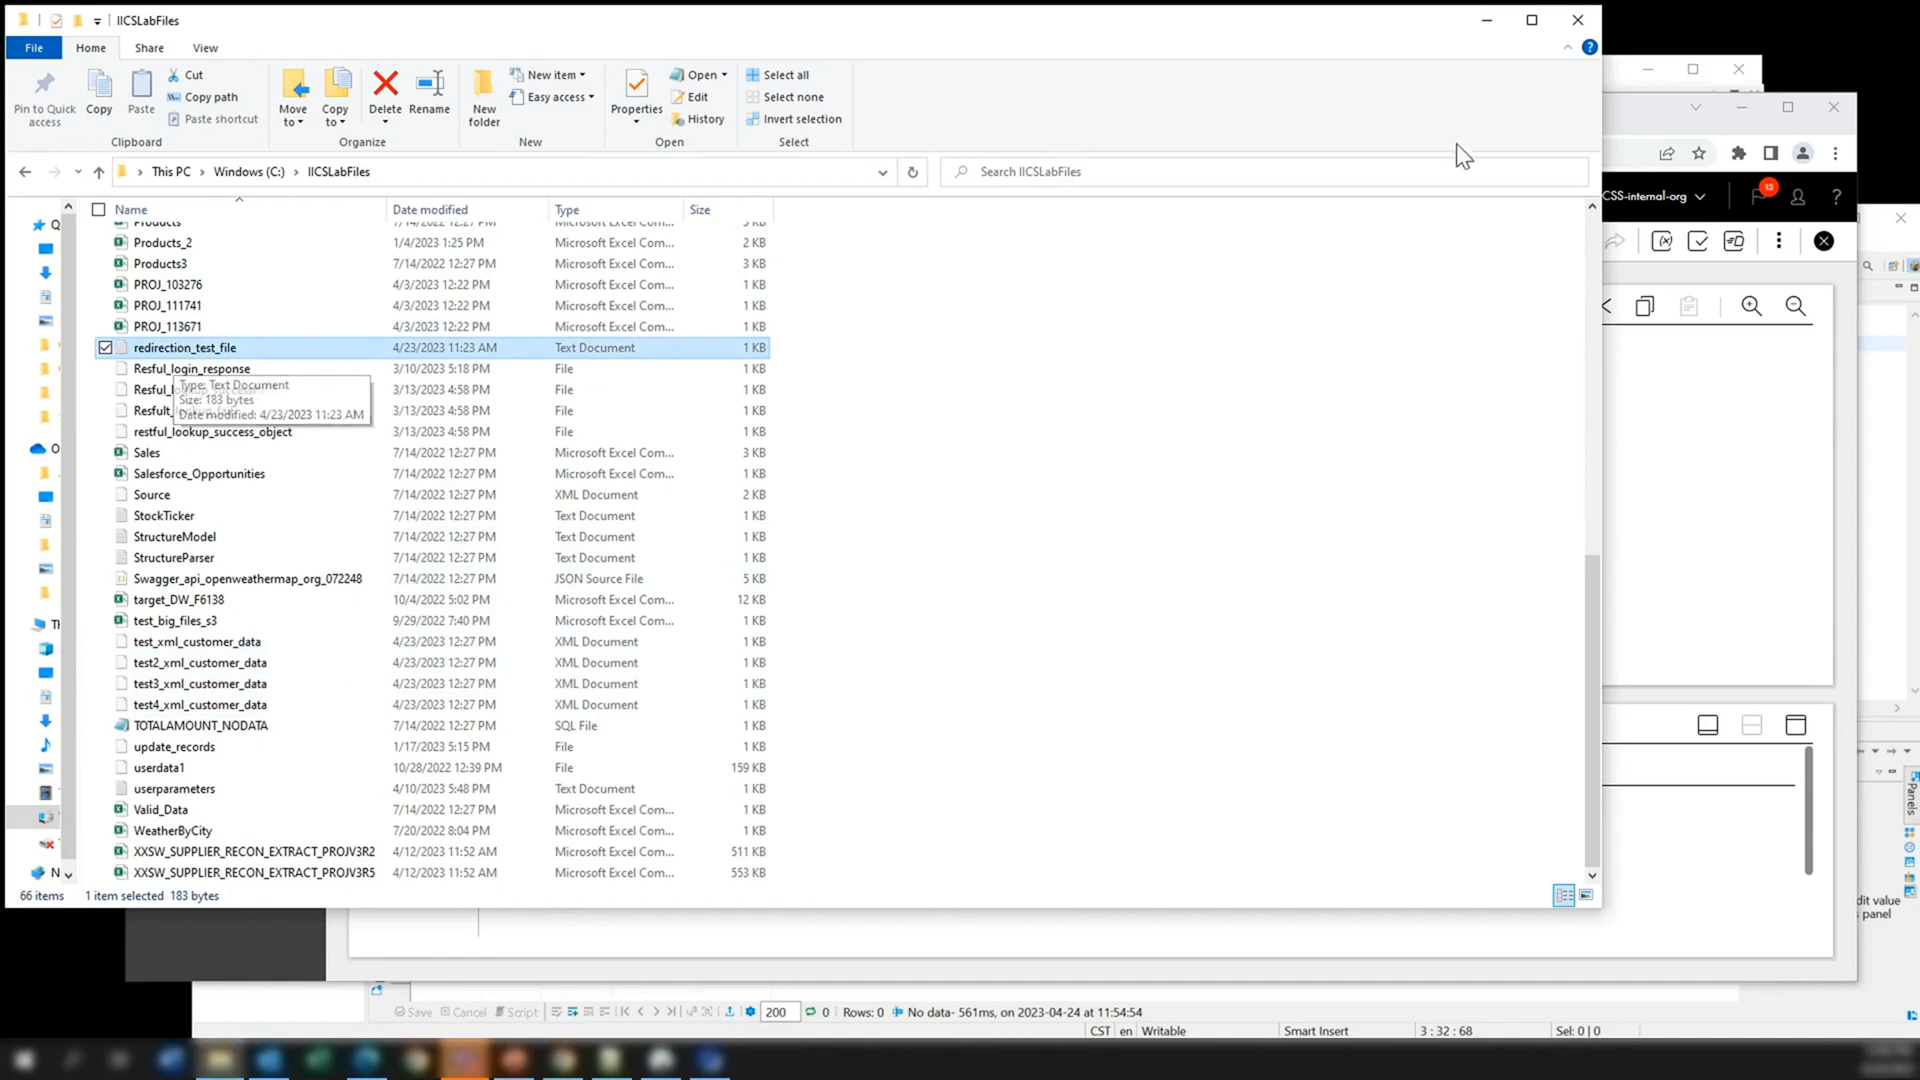 IICSLabFiles
File Home Share View
Pin to Quick access
Copy
Paste
Cut
Copy path
Paste shortcut
Clipboard
Move to
Copy to
Delete
Rename
Organize
New folder
New item
Easy access
New
Properties
Open
Edit
History
Open
Select all
Select none
Invert selection
Select
This PC > Windows (C:) > IICSLabFiles
Search IICSLabFiles
Name Date modified Type Size
Products 7/14/2022 12:27 PM Microsoft Excel Com... 3 KB
Products_2 1/4/2023 1:25 PM Microsoft Excel Com... 2 KB
Products3 7/14/2022 12:27 PM Microsoft Excel Com... 3 KB
PROJ_103276 4/3/2023 12:22 PM Microsoft Excel Com... 1 KB
PROJ_111741 4/3/2023 12:22 PM Microsoft Excel Com... 1 KB
PROJ_113671 4/3/2023 12:22 PM Microsoft Excel Com... 1 KB
redirection_test_file 4/23/2023 11:23 AM Text Document 1 KB
Resful_login_response 3/10/2023 5:18 PM File 1 KB
Resful_lookup_success 3/13/2023 4:58 PM File 1 KB
Resfult_ 3/13/2023 4:58 PM File 1 KB
Type: Text Document
Size: 183 bytes
Date modified: 4/23/2023 11:23 AM
restful_lookup_success_object 3/13/2023 4:58 PM File 1 KB
Sales 7/14/2022 12:27 PM Microsoft Excel Com... 3 KB
Salesforce_Opportunities 7/14/2022 12:27 PM Microsoft Excel Com... 1 KB
Source 7/14/2022 12:27 PM XML Document 2 KB
StockTicker 7/14/2022 12:27 PM Text Document 1 KB
StructureModel 7/14/2022 12:27 PM Text Document 1 KB
StructureParser 7/14/2022 12:27 PM Text Document 1 KB
Swagger_api_openweathermap_org_072248 7/14/2022 12:27 PM JSON Source File 5 KB
target_DW_F6138 10/4/2022 5:02 PM Microsoft Excel Com... 12 KB
test_big_files_s3 9/29/2022 7:40 PM Microsoft Excel Com... 1 KB
test_xml_customer_data 4/23/2023 12:27 PM XML Document 1 KB
test2_xml_customer_data 4/23/2023 12:27 PM XML Document 1 KB
test3_xml_customer_data 4/23/2023 12:27 PM XML Document 1 KB
test4_xml_customer_data 4/23/2023 12:27 PM XML Document 1 KB
TOTALAMOUNT_NODATA 7/14/2022 12:27 PM SQL File 1 KB
update_records 1/17/2023 5:15 PM File 1 KB
userdata1 10/28/2022 12:39 PM File 159 KB
userparameters 4/10/2023 5:48 PM Text Document 1 KB
Valid_Data 7/14/2022 12:27 PM Microsoft Excel Com... 1 KB
WeatherByCity 7/20/2022 8:04 PM Microsoft Excel Com... 1 KB
XXSW_SUPPLIER_RECON_EXTRACT_PROJV3R2 4/12/2023 11:52 AM Microsoft Excel Com... 511 KB
XXSW_SUPPLIER_RECON_EXTRACT_PROJV3R5 4/12/2023 11:52 AM Microsoft Excel Com... 553 KB
66 items 1 item selected 183 bytes
CSS-internal-org
13
Panels
dit value
s panel
Save Cancel Script 200 0 Rows: 0 No data- 561ms, on 2023-04-24 at 11:54:54
CST en Writable Smart Insert 3 : 32 : 68 Sel: 0 | 0